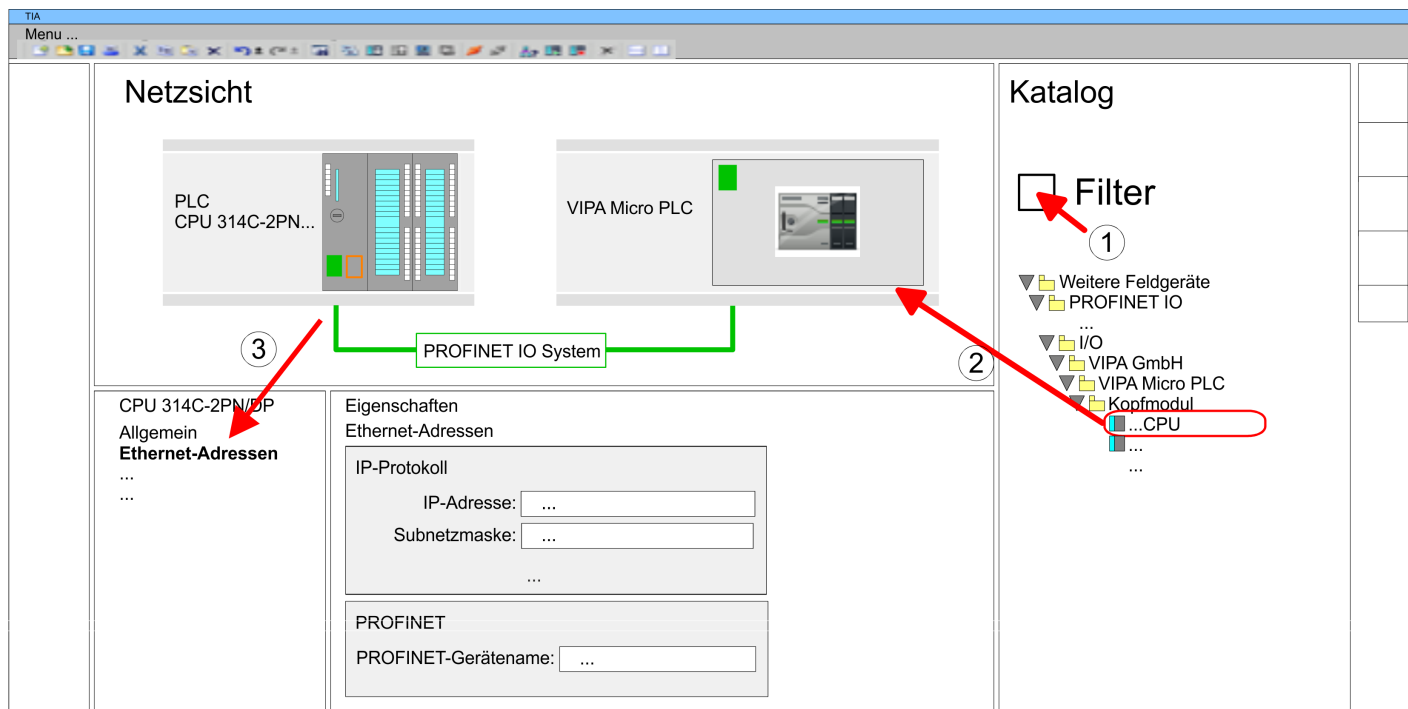 TIA
Menu ...
Netzsicht
PLC
CPU 314C-2PN...
VIPA Micro PLC
PROFINET IO System
3
2
Katalog
Filter
1
Weitere Feldgeräte
PROFINET IO
...
I/O
VIPA GmbH
VIPA Micro PLC
Kopfmodul
...CPU
...
...
CPU 314C-2PN/DP
Allgemein
Ethernet-Adressen
...
...
Eigenschaften
Ethernet-Adressen
IP-Protokoll
IP-Adresse: ...
Subnetzmaske: ...
...
PROFINET
PROFINET-Gerätename: ...